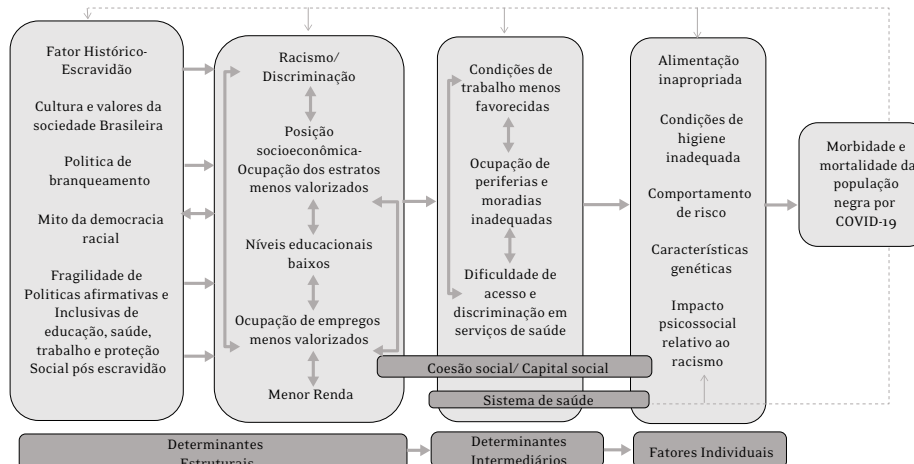 Fator Histórico-
Escravidão
Cultura e valores da
sociedade Brasileira
Politica de
branqueamento
Mito da democracia
racial
Fragilidade de
Politicas afirmativas e
Inclusivas de
educação, saúde,
trabalho e proteção
Social pós escravidão
Racismo/
Discriminação
Posição
socioeconômica-
Ocupação dos estratos
menos valorizados
Níveis educacionais
baixos
Ocupação de empregos
menos valorizados
Menor Renda
Condições de
trabalho menos
favorecidas
Ocupação de
periferias e
moradias
inadequadas
Dificuldade de
acesso e
discriminação em
serviços de saúde
Alimentação
inapropriada
Condições de
higiene
inadequada
Comportamento
de risco
Características
genéticas
Impacto
psicossocial
relativo ao
racismo
Morbidade e
mortalidade da
população
negra por
COVID-19
Coesão social/ Capital social
Sistema de saúde
Determinantes
Estruturais
Determinantes
Intermediários
Fatores Individuais